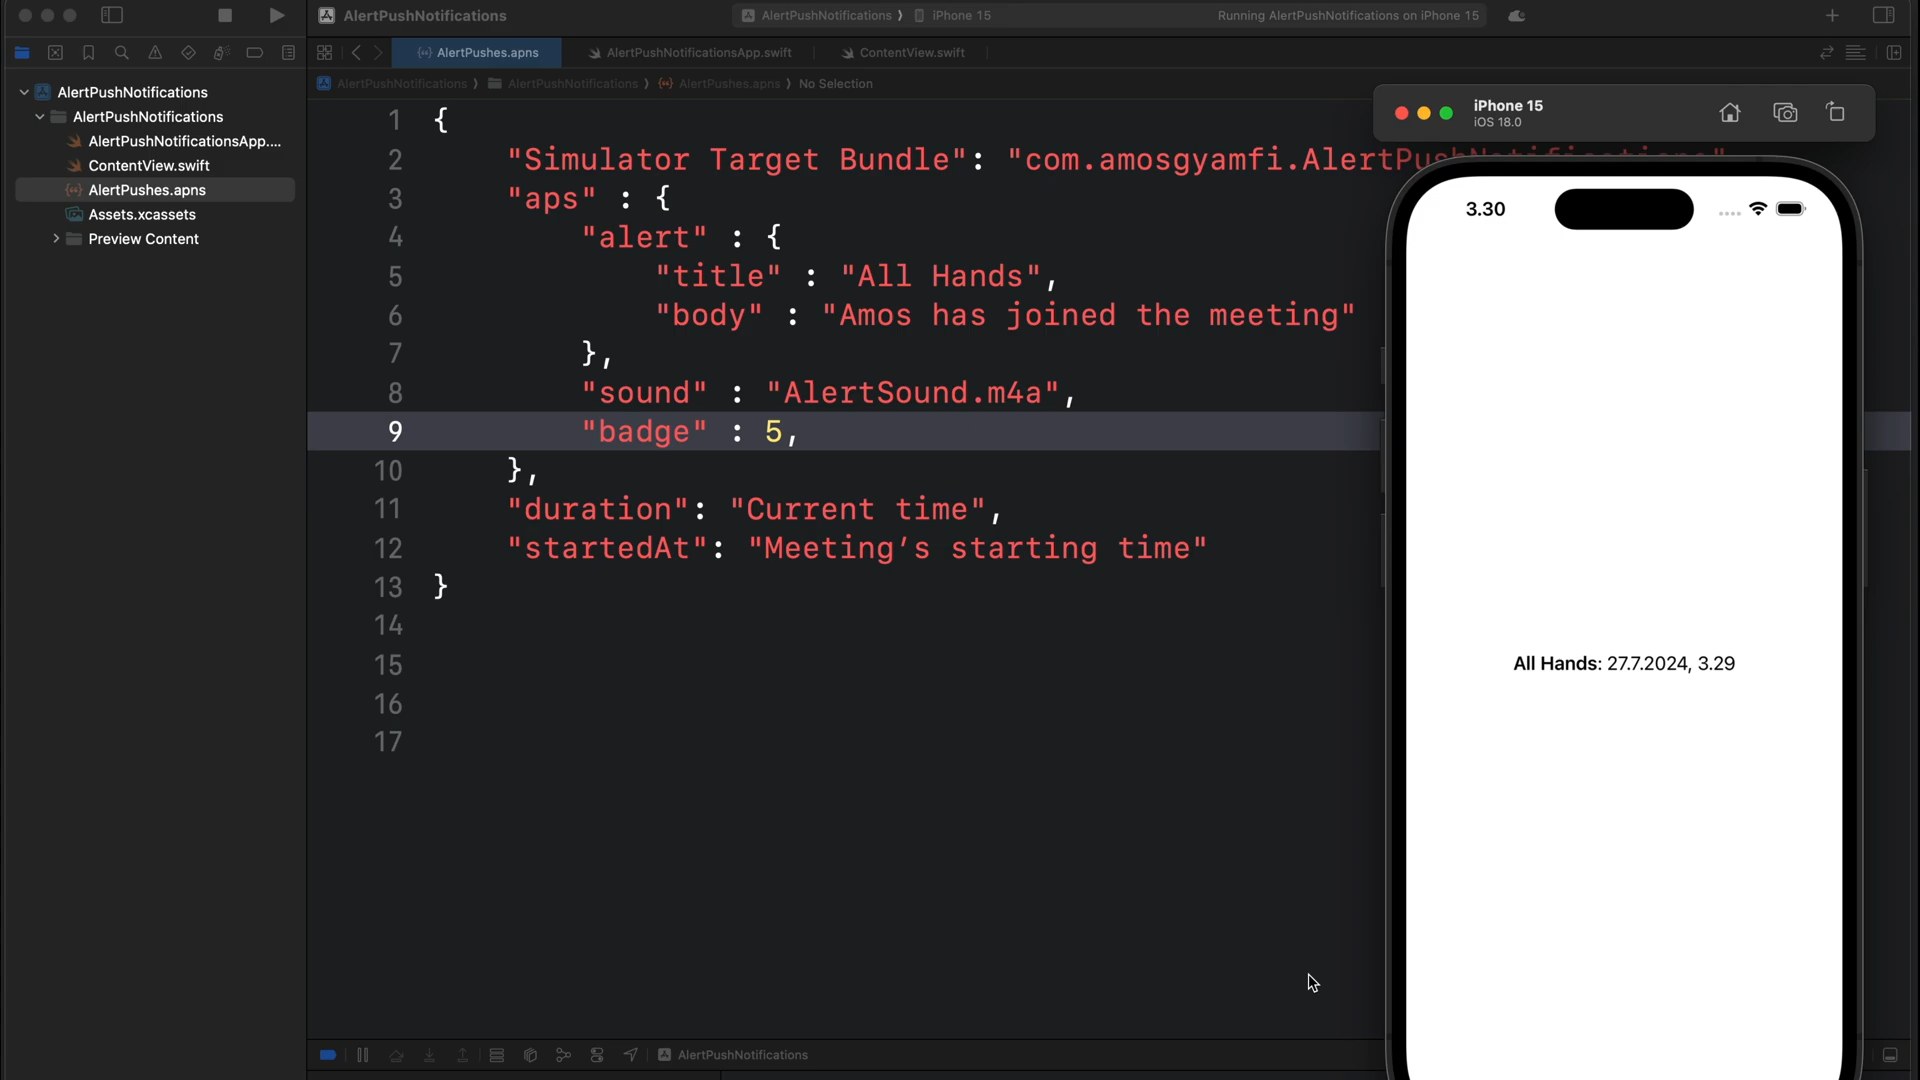 AlertPushNotifications
AlertPushNotifications ❭ iPhone 15
Running AlertPushNotifications on iPhone 15
AlertPushes.apns
AlertPushNotificationsApp.swift
ContentView.swift
AlertPushNotifications ❭ AlertPushNotifications ❭ AlertPushes.apns ❭ No Selection
AlertPushNotifications
AlertPushNotifications
AlertPushNotificationsApp....
ContentView.swift
AlertPushes.apns
Assets.xcassets
Preview Content
1 {
2 "Simulator Target Bundle": "com.amosgyamfi.AlertPushNotifications"
3 "aps" : {
4 "alert" : {
5 "title" : "All Hands",
6 "body" : "Amos has joined the meeting"
7 },
8 "sound" : "AlertSound.m4a",
9 "badge" : 5,
10 },
11 "duration": "Current time",
12 "startedAt": "Meeting’s starting time"
13 }
14
15
16
17
iPhone 15
iOS 18.0
3.30
All Hands: 27.7.2024, 3.29
AlertPushNotifications